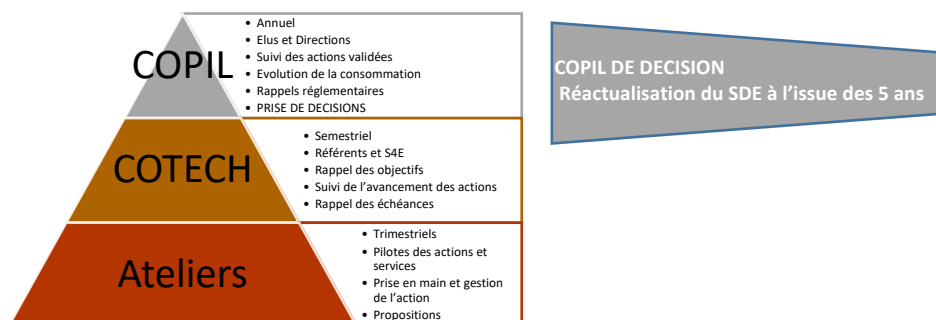 COPIL
• Annuel
• Elus et Directions
• Suivi des actions validées
• Evolution de la consommation
• Rappels réglementaires
• PRISE DE DECISIONS
COTECH
• Semestriel
• Référents et S4E
• Rappel des objectifs
• Suivi de l'avancement des actions
• Rappel des échéances
Ateliers
• Trimestriels
• Pilotes des actions et
services
• Prise en main et gestion
de l'action
• Propositions
COPIL DE DECISION
Réactualisation du SDE à l'issue des 5 ans